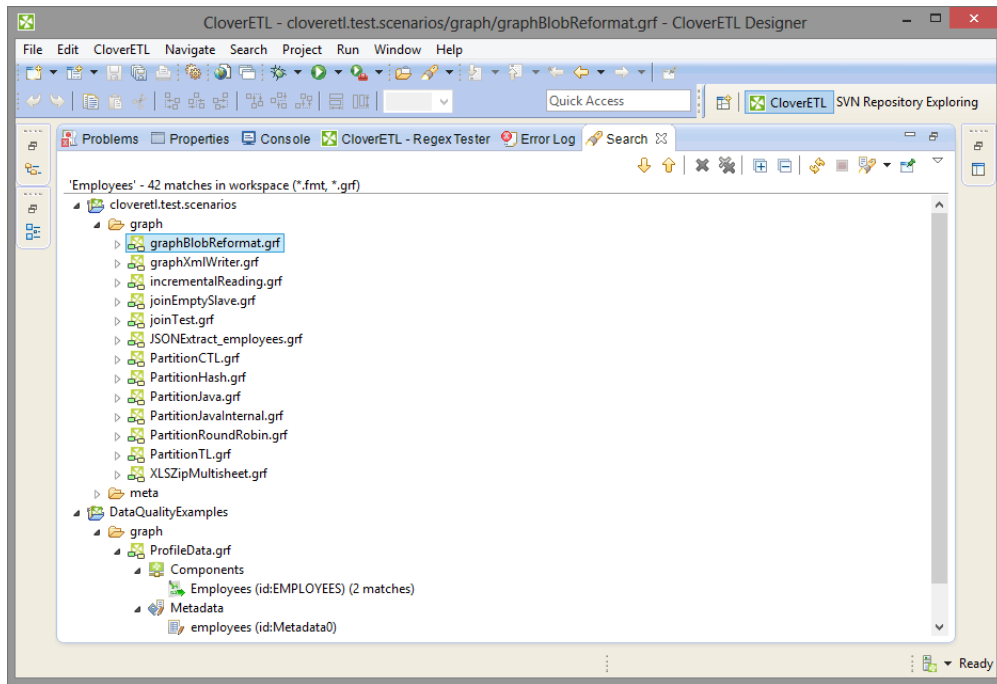 CloverETL - cloveretl.test.scenarios/graph/graphBlobReformat.grf - CloverETL Designer
File Edit CloverETL Navigate Search Project Run Window Help
Quick Access CloverETL SVN Repository Exploring
Problems Properties Console CloverETL - Regex Tester Error Log Search
'Employees' - 42 matches in workspace (*.fmt, *.grf)
cloveretl.test.scenarios
graph
graphBlobReformat.grf
graphXmlWriter.grf
incrementalReading.grf
joinEmptySlave.grf
joinTest.grf
JSONExtract_employees.grf
PartitionCTL.grf
PartitionHash.grf
PartitionJava.grf
PartitionJavaInternal.grf
PartitionRoundRobin.grf
PartitionTL.grf
XLSZipMultisheet.grf
meta
DataQualityExamples
graph
ProfileData.grf
Components
Employees (id:EMPLOYEES) (2 matches)
Metadata
employees (id:Metadata0)
Ready